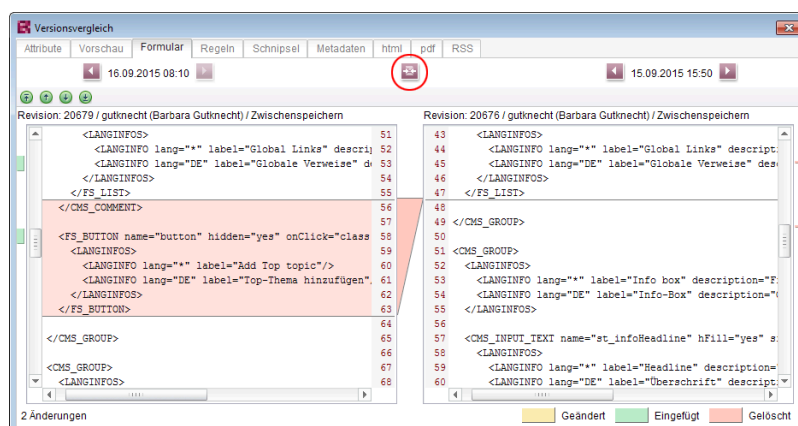 Versionsvergleich
Attribute Vorschau Formular Regeln Schnipsel Metadaten html pdf RSS
16.09.2015 08:10 15.09.2015 15:50
Revision: 20679 / gutknecht (Barbara Gutknecht) / Zwischenspeichern
<LANGINFOS> 51
<LANGINFO lang="*" label="Global Links" descrip 52
<LANGINFO lang="DE" label="Globale Verweise" d 53
</LANGINFOS> 54
</FS_LIST> 55
</CMS_COMMENT> 56
57
<FS_BUTTON name="button" hidden="yes" onClick="class 58
<LANGINFOS> 59
<LANGINFO lang="*" label="Add Top topic"/> 60
<LANGINFO lang="DE" label="Top-Thema hinzufügen" 61
</LANGINFOS> 62
</FS_BUTTON> 63
64
</CMS_GROUP> 65
66
<CMS_GROUP> 67
<LANGINFOS> 68
Revision: 20676 / gutknecht (Barbara Gutknecht) / Zwischenspeichern
43 <LANGINFOS>
44 <LANGINFO lang="*" label="Global Links" descript
45 <LANGINFO lang="DE" label="Globale Verweise" des
46 </LANGINFOS>
47 </FS_LIST>
48
49 </CMS_GROUP>
50
51 <CMS_GROUP>
52 <LANGINFOS>
53 <LANGINFO lang="*" label="Info box" description="F
54 <LANGINFO lang="DE" label="Info-Box" description="
55 </LANGINFOS>
56
57 <CMS_INPUT_TEXT name="st_infoHeadline" hFill="yes" s
58 <LANGINFOS>
59 <LANGINFO lang="*" label="Headline" description="
60 <LANGINFO lang="DE" label="Überschrift" descript
2 Änderungen Geändert Eingefügt Gelöscht